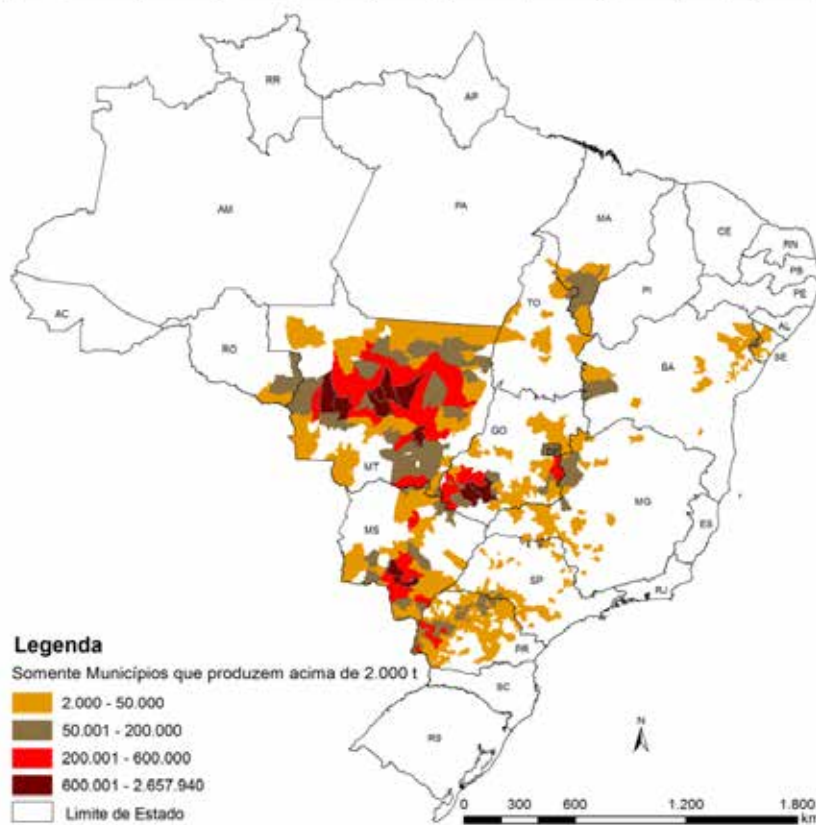 RR
AP
AM
PA
MA
CE
RN
PB
PE
AL
SE
PI
TO
AC
RO
BA
MT
GO
DF
MG
ES
MS
SP
RJ
PR
SC
RS
N
Legenda
Somente Municípios que produzem acima de 2.000 t
2.000 - 50.000
50.001 - 200.000
200.001 - 600.000
600.001 - 2.657.940
Limite de Estado
0 300 600 1.200 1.800
km